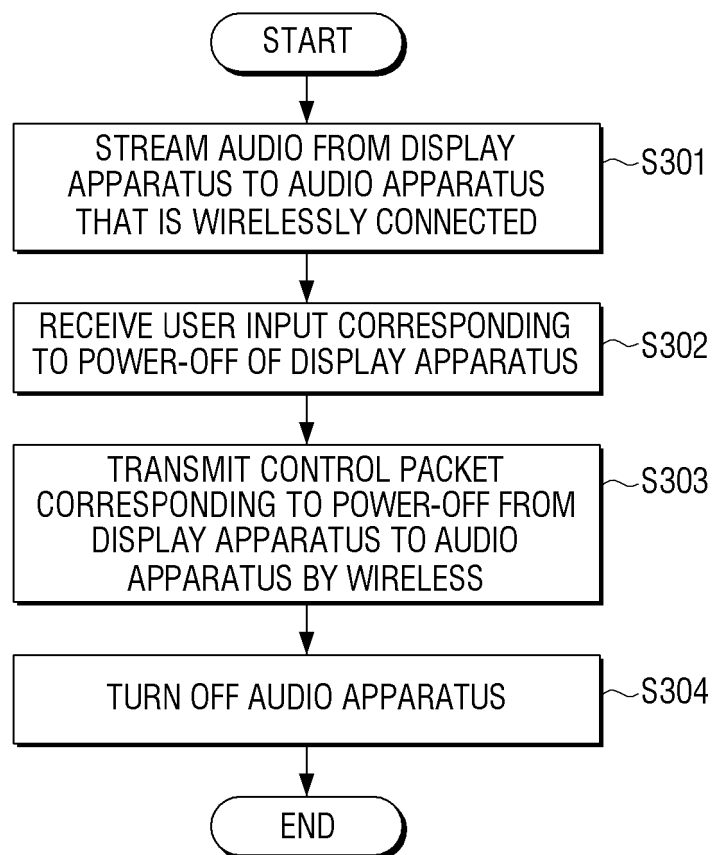 START
STREAM AUDIO FROM DISPLAY
APPARATUS TO AUDIO APPARATUS
THAT IS WIRELESSLY CONNECTED
S301
RECEIVE USER INPUT CORRESPONDING
TO POWER-OFF OF DISPLAY APPARATUS
S302
TRANSMIT CONTROL PACKET
CORRESPONDING TO POWER-OFF FROM
DISPLAY APPARATUS TO AUDIO
APPARATUS BY WIRELESS
S303
TURN OFF AUDIO APPARATUS
S304
END